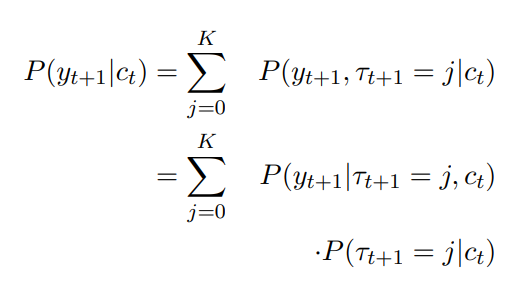 P(y_{t+1}|c_t) = \sum_{j=0}^{K} P(y_{t+1}, \tau_{t+1} = j|c_t)
= \sum_{j=0}^{K} P(y_{t+1}|\tau_{t+1} = j, c_t)
\cdot P(\tau_{t+1} = j|c_t)